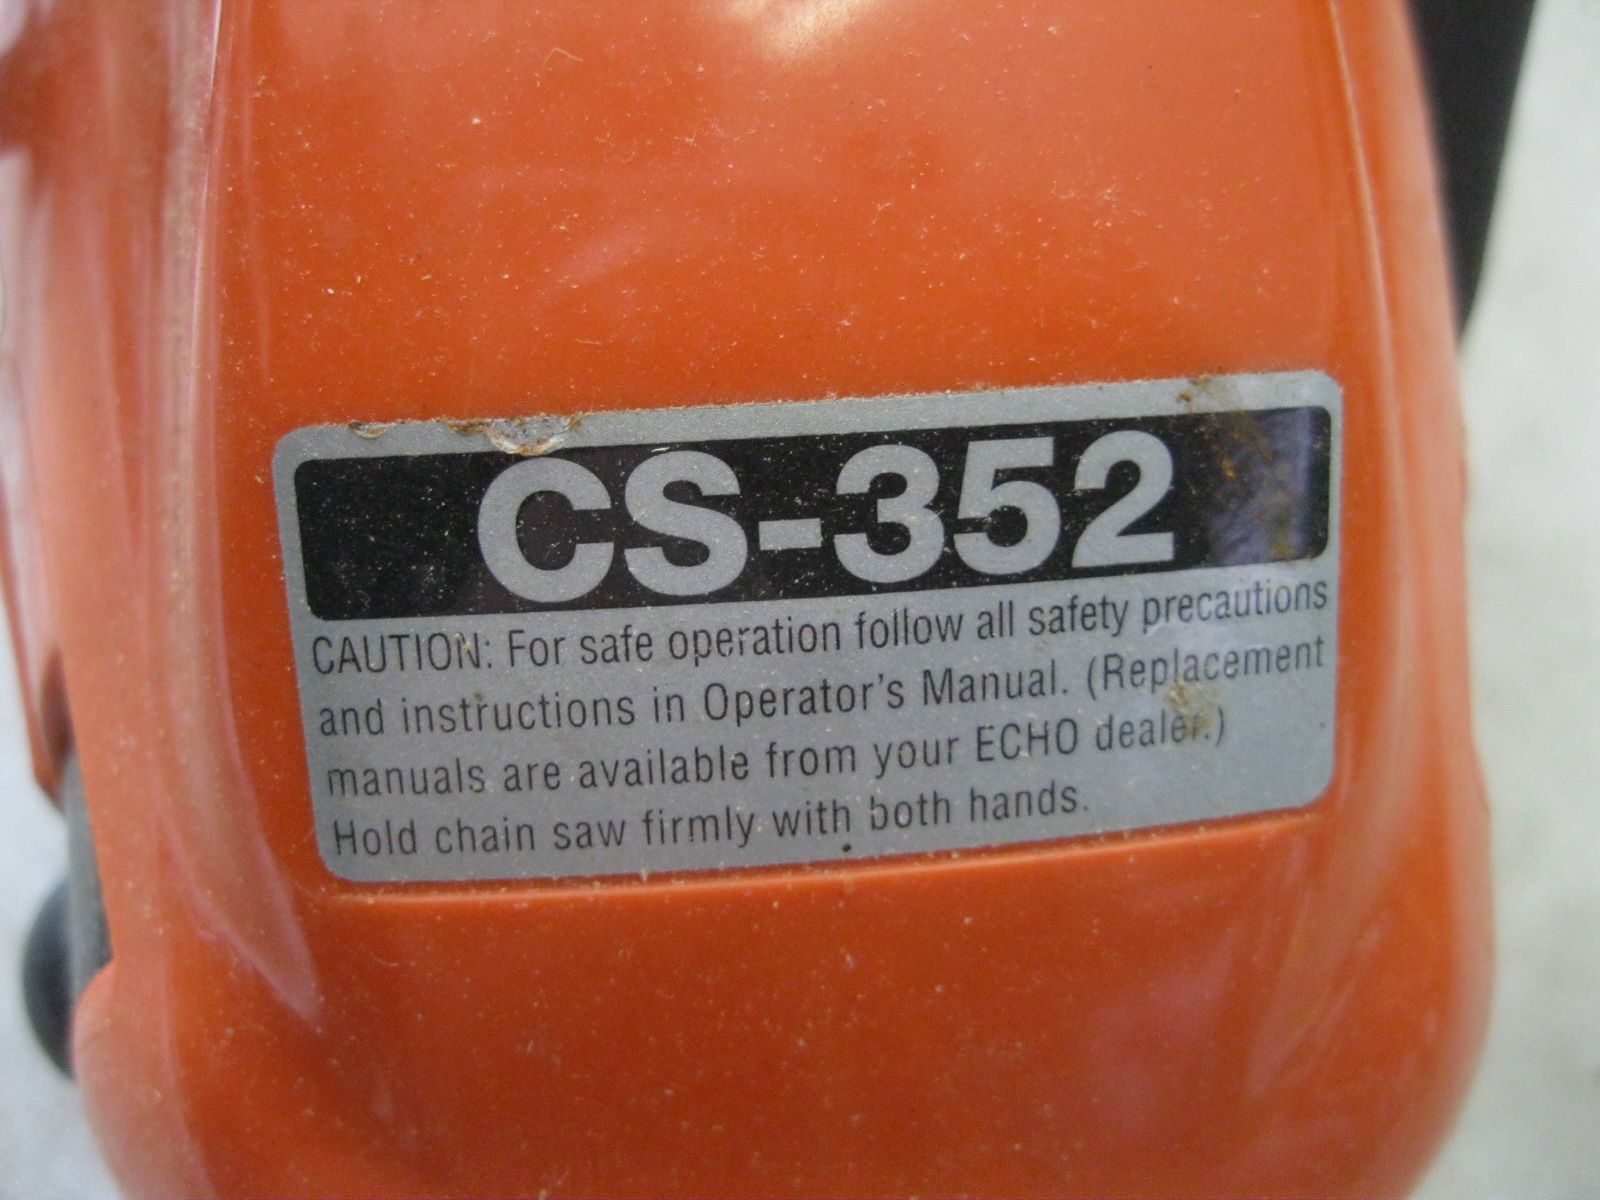 CS-352
CAUTION: For safe operation follow all safety precautions
and instructions in Operator's Manual. (Replacement
manuals are available from your ECHO dealer.)
Hold chain saw firmly with both hands.